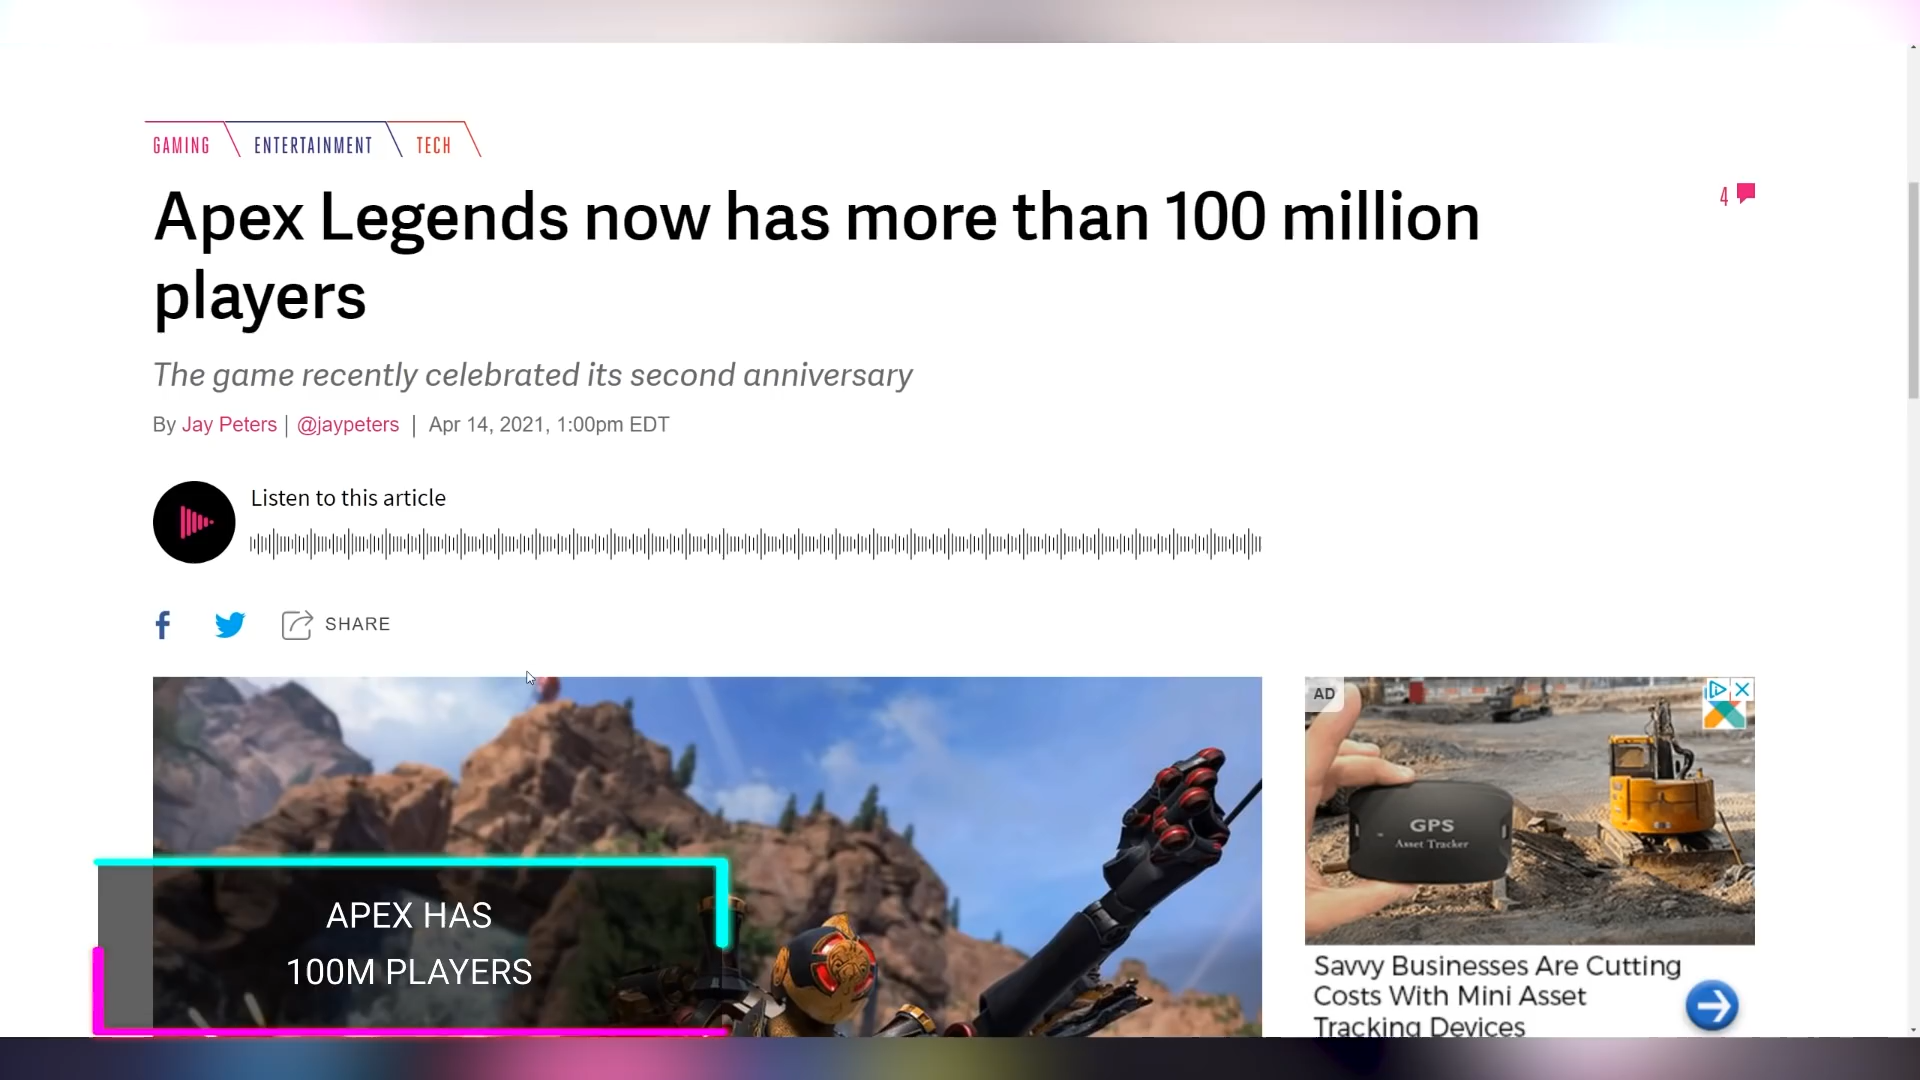 GAMING
ENTERTAINMENT
TECH
Apex Legends now has more than 100 million
players
4
The game recently celebrated its second anniversary
By Jay Peters | @jaypeters | Apr 14, 2021, 1:00pm EDT
Listen to this article
SHARE
AD
GPS
Asset Tracker
APEX HAS
100M PLAYERS
Savvy Businesses Are Cutting
Costs With Mini Asset
Tracking Devices